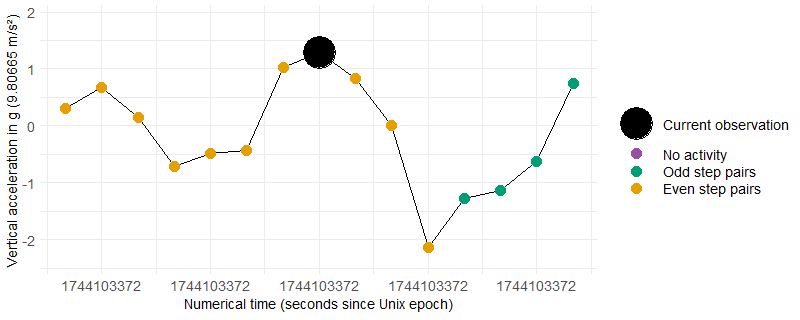 Vertical acceleration in g (9.80665 m/s²)
2
1
0
-1
-2
1744103372 1744103372 1744103372 1744103372 1744103372
Numerical time (seconds since Unix epoch)
Current observation
No activity
Odd step pairs
Even step pairs